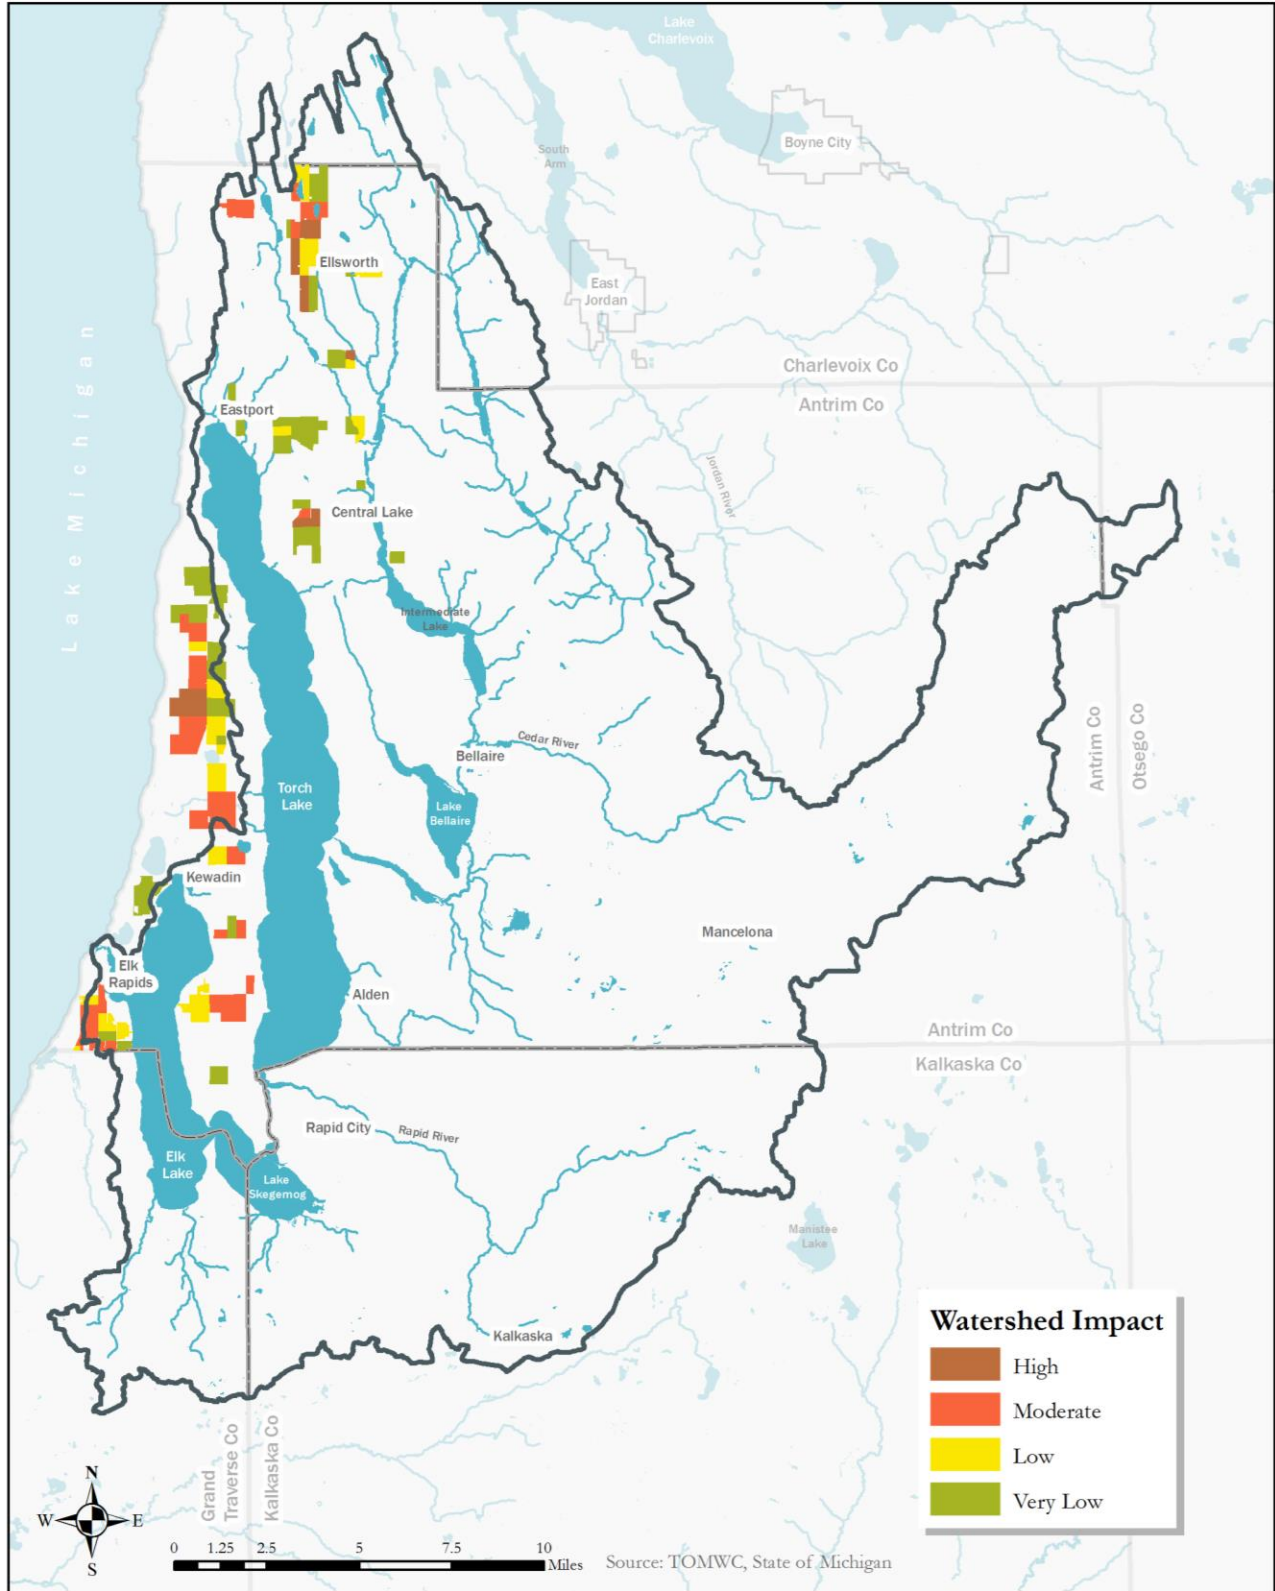 Lake
Charlevoix
Boyne City
South
Arm
Ellsworth
East
Jordan
Lake Michigan
Charlevoix Co
Antrim Co
Eastport
Jordan River
Central Lake
Intermediate
Lake
Antrim Co
Otsego Co
Bellaire
Cedar River
Torch
Lake
Lake
Bellaire
Kewadin
Mancelona
Elk
Rapids
Alden
Antrim Co
Kalkaska Co
Rapid City
Rapid River
Elk
Lake
Lake
Skegemog
Manistee
Lake
Kalkaska
Watershed Impact
High
Moderate
Low
Very Low
Grand
Traverse Co
Kalkaska Co
N
W
E
S
0 1.25 2.5 5 7.5 10
Miles
Source: TOMWC, State of Michigan